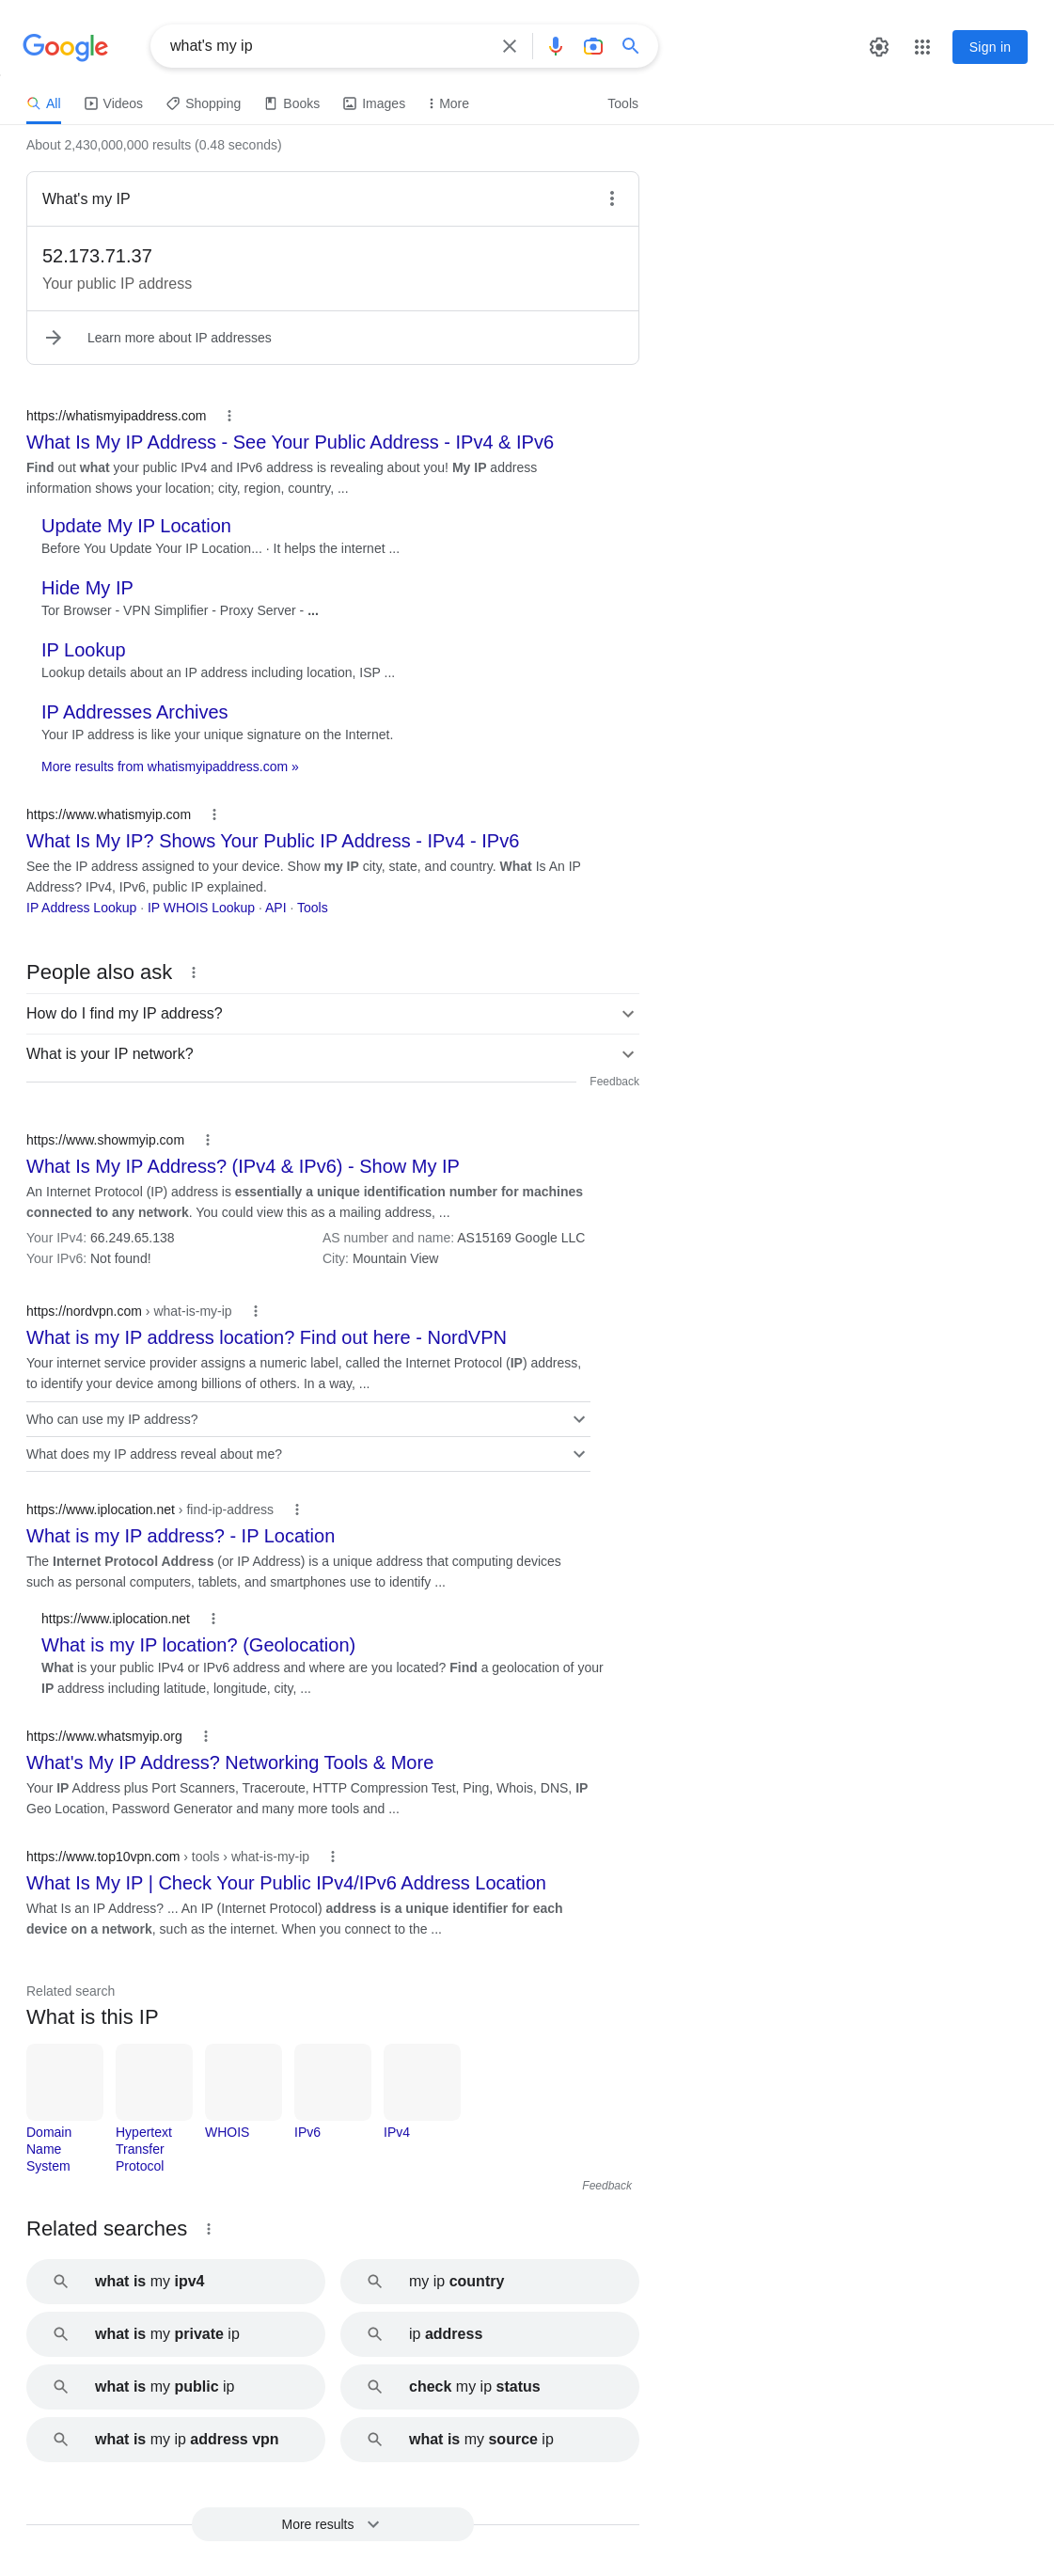 Google
what's my ip
Sign in
All
Videos
Shopping
Books
Images
More
Tools
About 2,430,000,000 results (0.48 seconds)
What's my IP
52.173.71.37
Your public IP address
Learn more about IP addresses
https://whatismyipaddress.com
What Is My IP Address - See Your Public Address - IPv4 & IPv6
Find out what your public IPv4 and IPv6 address is revealing about you! My IP address
information shows your location; city, region, country, ...
Update My IP Location
Before You Update Your IP Location... · It helps the internet ...
Hide My IP
Tor Browser - VPN Simplifier - Proxy Server - ...
IP Lookup
Lookup details about an IP address including location, ISP ...
IP Addresses Archives
Your IP address is like your unique signature on the Internet.
More results from whatismyipaddress.com »
https://www.whatismyip.com
What Is My IP? Shows Your Public IP Address - IPv4 - IPv6
See the IP address assigned to your device. Show my IP city, state, and country. What Is An IP
Address? IPv4, IPv6, public IP explained.
IP Address Lookup · IP WHOIS Lookup · API · Tools
People also ask
How do I find my IP address?
What is your IP network?
Feedback
https://www.showmyip.com
What Is My IP Address? (IPv4 & IPv6) - Show My IP
An Internet Protocol (IP) address is essentially a unique identification number for machines
connected to any network. You could view this as a mailing address, ...
Your IPv4: 66.249.65.138
AS number and name: AS15169 Google LLC
Your IPv6: Not found!
City: Mountain View
https://nordvpn.com › what-is-my-ip
What is my IP address location? Find out here - NordVPN
Your internet service provider assigns a numeric label, called the Internet Protocol (IP) address,
to identify your device among billions of others. In a way, ...
Who can use my IP address?
What does my IP address reveal about me?
https://www.iplocation.net › find-ip-address
What is my IP address? - IP Location
The Internet Protocol Address (or IP Address) is a unique address that computing devices
such as personal computers, tablets, and smartphones use to identify ...
https://www.iplocation.net
What is my IP location? (Geolocation)
What is your public IPv4 or IPv6 address and where are you located? Find a geolocation of your
IP address including latitude, longitude, city, ...
https://www.whatsmyip.org
What's My IP Address? Networking Tools & More
Your IP Address plus Port Scanners, Traceroute, HTTP Compression Test, Ping, Whois, DNS, IP
Geo Location, Password Generator and many more tools and ...
https://www.top10vpn.com › tools › what-is-my-ip
What Is My IP | Check Your Public IPv4/IPv6 Address Location
What Is an IP Address? ... An IP (Internet Protocol) address is a unique identifier for each
device on a network, such as the internet. When you connect to the ...
Related search
What is this IP
Domain
Name
System
Hypertext
Transfer
Protocol
WHOIS
IPv6
IPv4
Feedback
Related searches
what is my ipv4
my ip country
what is my private ip
ip address
what is my public ip
check my ip status
what is my ip address vpn
what is my source ip
More results